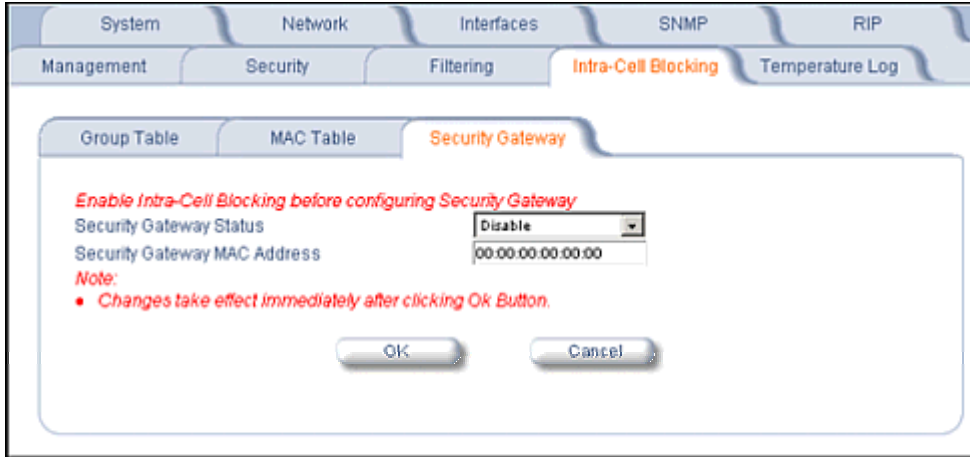 System Network Interfaces SNMP RIP
Management Security Filtering Intra-Cell Blocking Temperature Log
Group Table MAC Table Security Gateway
Enable Intra-Cell Blocking before configuring Security Gateway
Security Gateway Status Disable
Security Gateway MAC Address 00:00:00:00:00:00
Note:
• Changes take effect immediately after clicking Ok Button.
OK Cancel